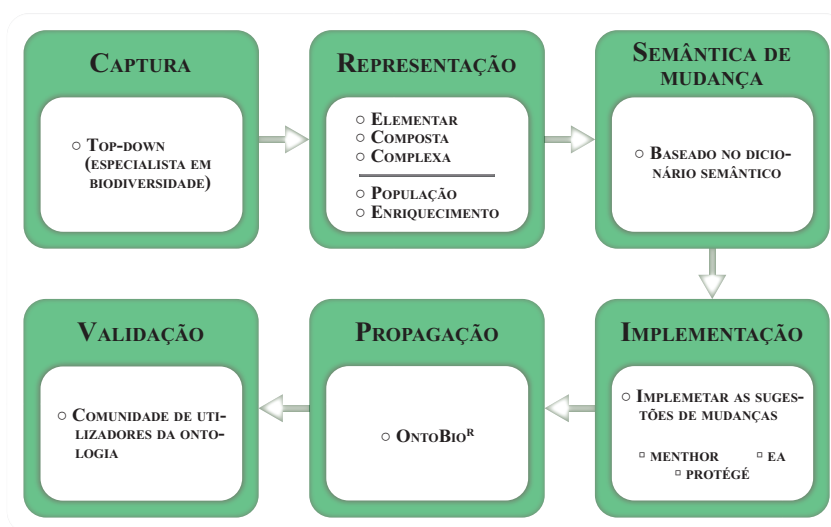 Captura
○ Top-down
(especialista em
biodiversidade)
Representação
○ Elementar
○ Composta
○ Complexa
○ População
○ Enriquecimento
Semântica de
mudança
○ Baseado no dicio-
nário semântico
Implementação
○ Implemetar as suges-
tões de mudanças
▫ menthor ▫ ea
▫ protégé
Propagação
○ OntoBioᴿ
Validação
○ Comunidade de uti-
lizadores da onto-
logia